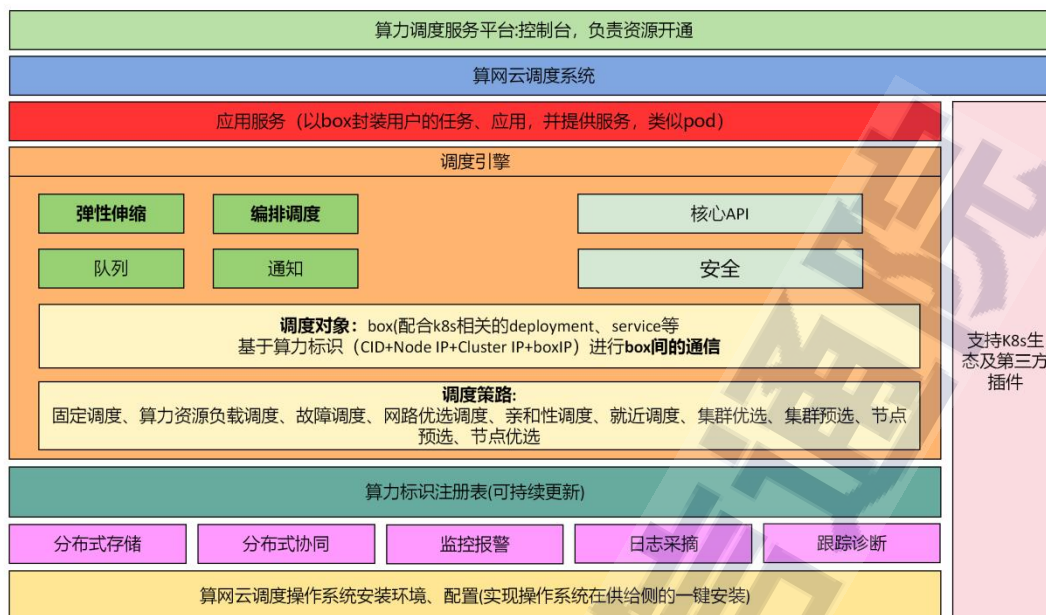 算力调度服务平台:控制台，负责资源开通
算网云调度系统
应用服务（以box封装用户的任务、应用，并提供服务，类似pod）
调度引擎
弹性伸缩
编排调度
核心API
队列
通知
安全
调度对象：box(配合k8s相关的deployment、service等
基于算力标识（CID+Node IP+Cluster IP+boxIP）进行box间的通信
调度策路:
固定调度、算力资源负载调度、故障调度、网路优选调度、亲和性调度、就近调度、集群优选、集群预选、节点
预选、节点优选
支持K8s生
态及第三方
插件
算力标识注册表(可持续更新)
分布式存储
分布式协同
监控报警
日志采摘
跟踪诊断
算网云调度操作系统安装环境、配置(实现操作系统在供给侧的一键安装)